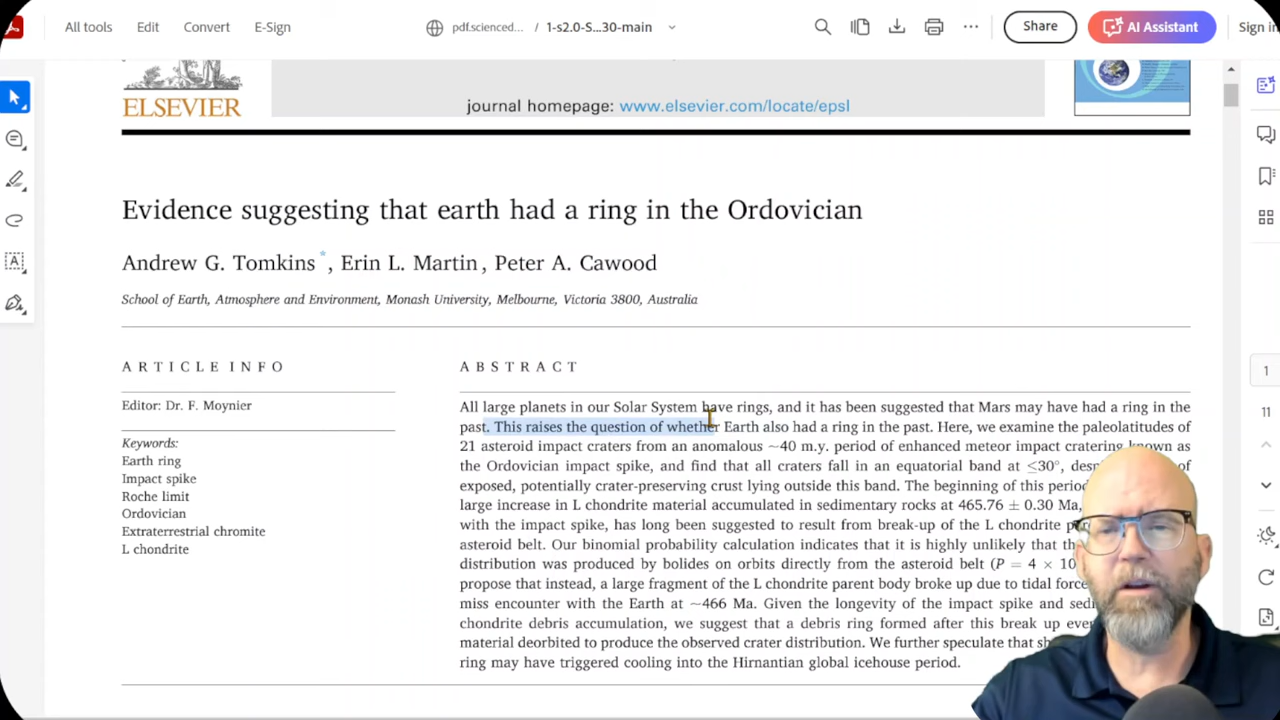 All tools Edit Convert E-Sign pdf.scienced... / 1-s2.0-S...30-main Share AI Assistant Sign in
ELSEVIER
journal homepage: www.elsevier.com/locate/epsl
Evidence suggesting that earth had a ring in the Ordovician
Andrew G. Tomkins *, Erin L. Martin, Peter A. Cawood
School of Earth, Atmosphere and Environment, Monash University, Melbourne, Victoria 3800, Australia
ARTICLE INFO
Editor: Dr. F. Moynier
Keywords:
Earth ring
Impact spike
Roche limit
Ordovician
Extraterrestrial chromite
L chondrite
ABSTRACT
All large planets in our Solar System have rings, and it has been suggested that Mars may have had a ring in the
past. This raises the question of whether Earth also had a ring in the past. Here, we examine the paleolatitudes of
21 asteroid impact craters from an anomalous ~40 m.y. period of enhanced meteor impact cratering known as
the Ordovician impact spike, and find that all craters fall in an equatorial band at ≤30°, of
exposed, potentially crater-preserving crust lying outside this band. The beginning of this period
large increase in L chondrite material accumulated in sedimentary rocks at 465.76 ± 0.30 Ma,
with the impact spike, has long been suggested to result from break-up of the L chondrite
asteroid belt. Our binomial probability calculation indicates that it is highly unlikely that
distribution was produced by bolides on orbits directly from the asteroid belt (P = 4 × 10
propose that instead, a large fragment of the L chondrite parent body broke up due to tidal
miss encounter with the Earth at ~466 Ma. Given the longevity of the impact spike and
chondrite debris accumulation, we suggest that a debris ring formed after this break up
material deorbited to produce the observed crater distribution. We further speculate that
ring may have triggered cooling into the Hirnantian global icehouse period.
1
11